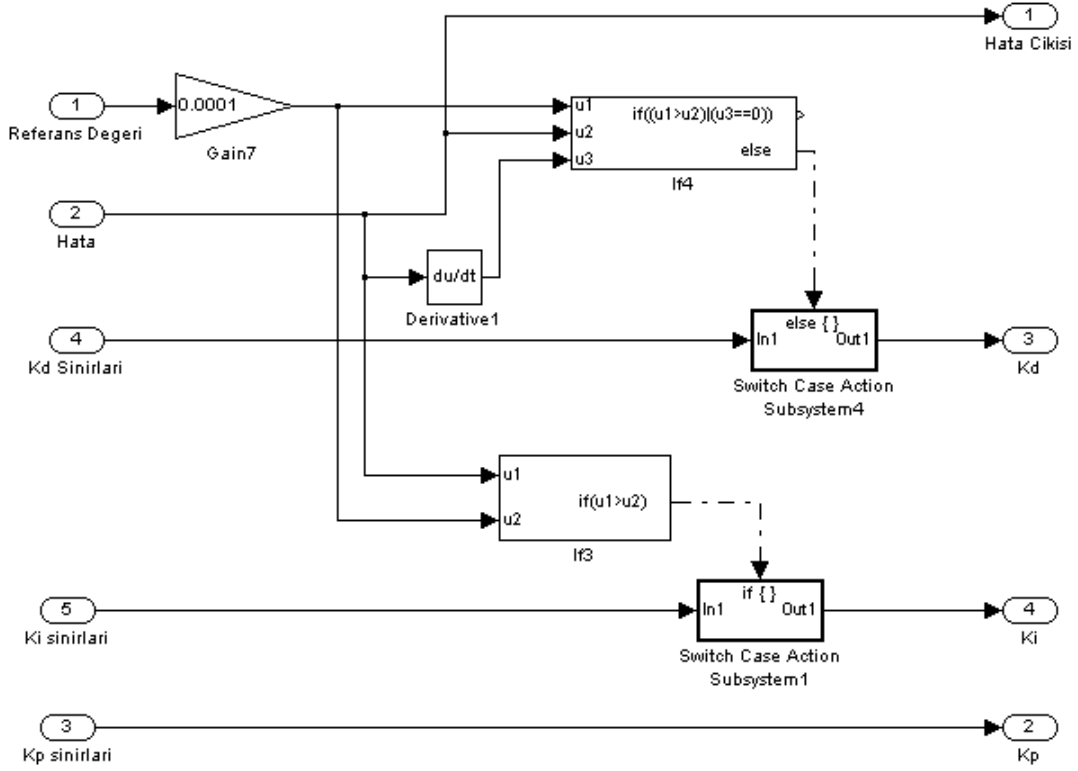 1
Hata Cikisi
1
Referans Degeri
0.0001
Gain7
u1
u2
u3
if((u1>u2)|(u3==0))
else
If4
2
Hata
du/dt
Derivative1
4
Kd Sinirlari
In1
else { }
Out1
Switch Case Action
Subsystem4
3
Kd
u1
u2
if(u1>u2)
If3
5
Ki sinirlari
In1
if { }
Out1
Switch Case Action
Subsystem1
4
Ki
3
Kp sinirlari
2
Kp